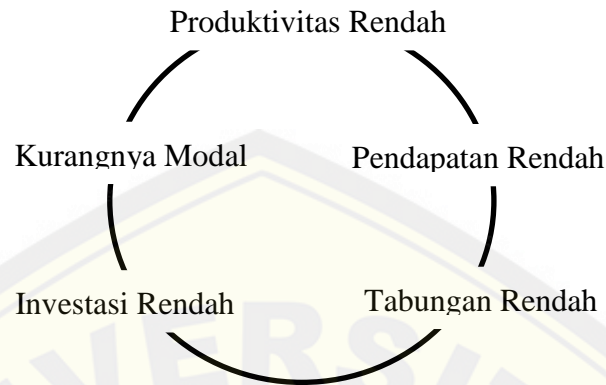 Produktivitas Rendah
Kurangnya Modal
Pendapatan Rendah
Investasi Rendah
Tabungan Rendah